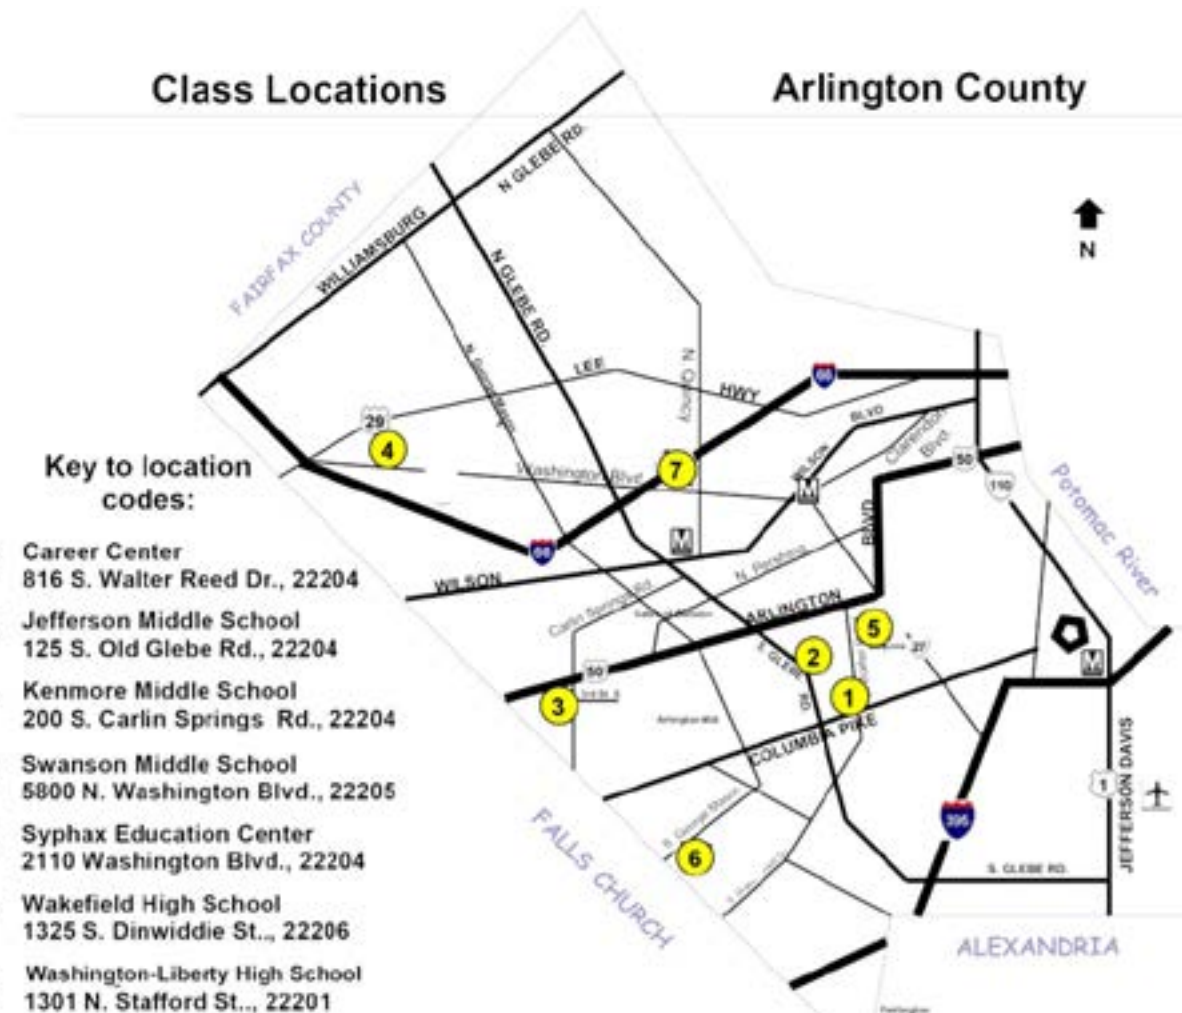 Class Locations
Arlington County
N GLEBE RD.
FAIRFAX COUNTY
WILLIAMSBURG
N
N GLEBE RD.
LEE
HWY
N Quincy
66
29
BLVD
Clarendon
Blvd
WILSON
4
7
Washington Blvd
50
110
Potomac River
Key to location
codes:
Career Center
816 S. Walter Reed Dr., 22204
Jefferson Middle School
125 S. Old Glebe Rd., 22204
Kenmore Middle School
200 S. Carlin Springs Rd., 22204
Swanson Middle School
5800 N. Washington Blvd., 22205
Syphax Education Center
2110 Washington Blvd., 22204
Wakefield High School
1325 S. Dinwiddie St.., 22206
Washington-Liberty High School
1301 N. Stafford St.., 22201
66
M
M
BLVD
WILSON
N. Pershing
Carlin Springs Rd
ARLINGTON
5
27
2
S. GLEBE
RD
50
3
1
M
Arlington Mill
COLUMBIA PIKE
JEFFERSON DAVIS
1
395
George Mason
6
FALLS CHURCH
S. GLEBE RD.
ALEXANDRIA